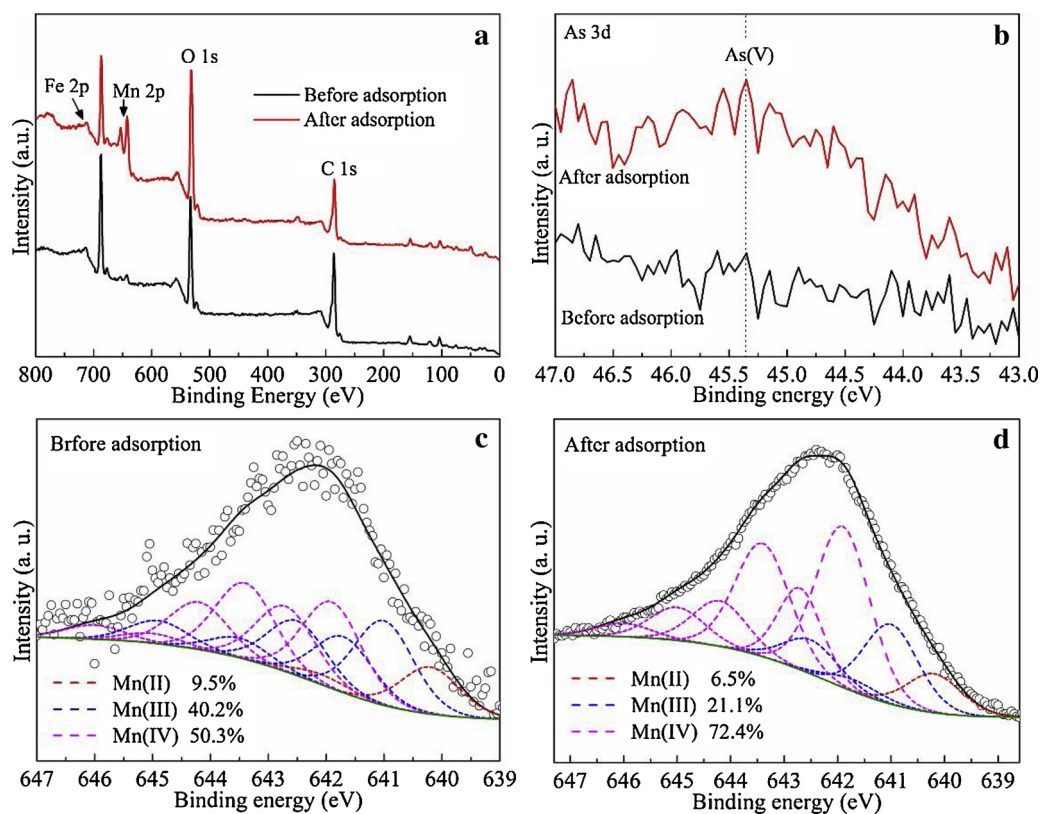 a
Fe 2p
Mn 2p
O 1s
C 1s
Before adsorption
After adsorption
Intensity (a.u.)
800 700 600 500 400 300 200 100 0
Binding Energy (eV)
b
As 3d
As(V)
After adsorption
Before adsorption
Intensity (a. u.)
47.0 46.5 46.0 45.5 45.0 44.5 44.0 43.5 43.0
Binding energy (eV)
c
Brfore adsorption
Mn(II) 9.5%
Mn(III) 40.2%
Mn(IV) 50.3%
Intensity (a. u.)
647 646 645 644 643 642 641 640 639
Binding energy (eV)
d
After adsorption
Mn(II) 6.5%
Mn(III) 21.1%
Mn(IV) 72.4%
Intensity (a. u.)
647 646 645 644 643 642 641 640 639
Binding energy (eV)